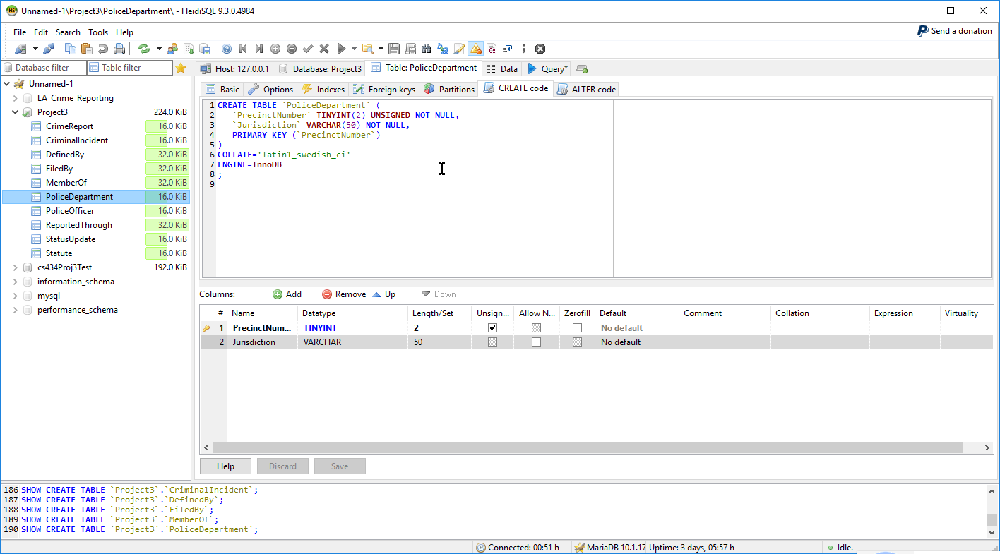 Unnamed-1\Project3\PoliceDepartment\ - HeidiSQL 9.3.0.4984
File Edit Search Tools Help
Send a donation
Database filter Table filter
Host: 127.0.0.1 Database: Project3 Table: PoliceDepartment Data Query*
Unnamed-1
LA_Crime_Reporting
Project3 224.0 KiB
CrimeReport 16.0 KiB
CriminalIncident 16.0 KiB
DefinedBy 32.0 KiB
FiledBy 32.0 KiB
MemberOf 32.0 KiB
PoliceDepartment 16.0 KiB
PoliceOfficer 16.0 KiB
ReportedThrough 32.0 KiB
StatusUpdate 16.0 KiB
Statute 16.0 KiB
cs434Proj3Test 192.0 KiB
information_schema
mysql
performance_schema
Basic Options Indexes Foreign keys Partitions CREATE code ALTER code
1 CREATE TABLE `PoliceDepartment` (
2 `PrecinctNumber` TINYINT(2) UNSIGNED NOT NULL,
3 `Jurisdiction` VARCHAR(50) NOT NULL,
4 PRIMARY KEY (`PrecinctNumber`)
5 )
6 COLLATE='latin1_swedish_ci'
7 ENGINE=InnoDB
8 ;
9
Columns: Add Remove Up Down
# Name Datatype Length/Set Unsign... Allow N... Zerofill Default Comment Collation Expression Virtuality
1 PrecinctNum... TINYINT 2 No default
2 Jurisdiction VARCHAR 50 No default
Help Discard Save
186 SHOW CREATE TABLE `Project3`.`CriminalIncident`;
187 SHOW CREATE TABLE `Project3`.`DefinedBy`;
188 SHOW CREATE TABLE `Project3`.`FiledBy`;
189 SHOW CREATE TABLE `Project3`.`MemberOf`;
190 SHOW CREATE TABLE `Project3`.`PoliceDepartment`;
Connected: 00:51 h MariaDB 10.1.17 Uptime: 3 days, 05:57 h Idle.